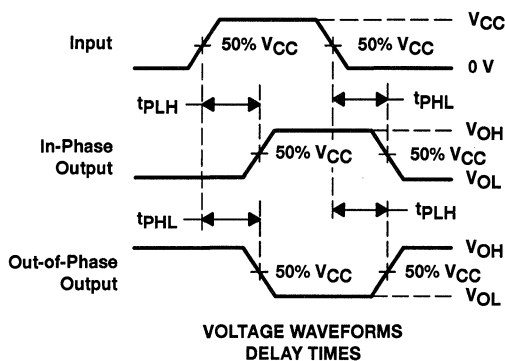 VCC
Input
50% VCC
50% VCC
0 V
tPLH
tPHL
In-Phase
Output
VOH
50% VCC
50% VCC
VOL
tPHL
tPLH
Out-of-Phase
Output
VOH
50% VCC
50% VCC
VOL
VOLTAGE WAVEFORMS
DELAY TIMES